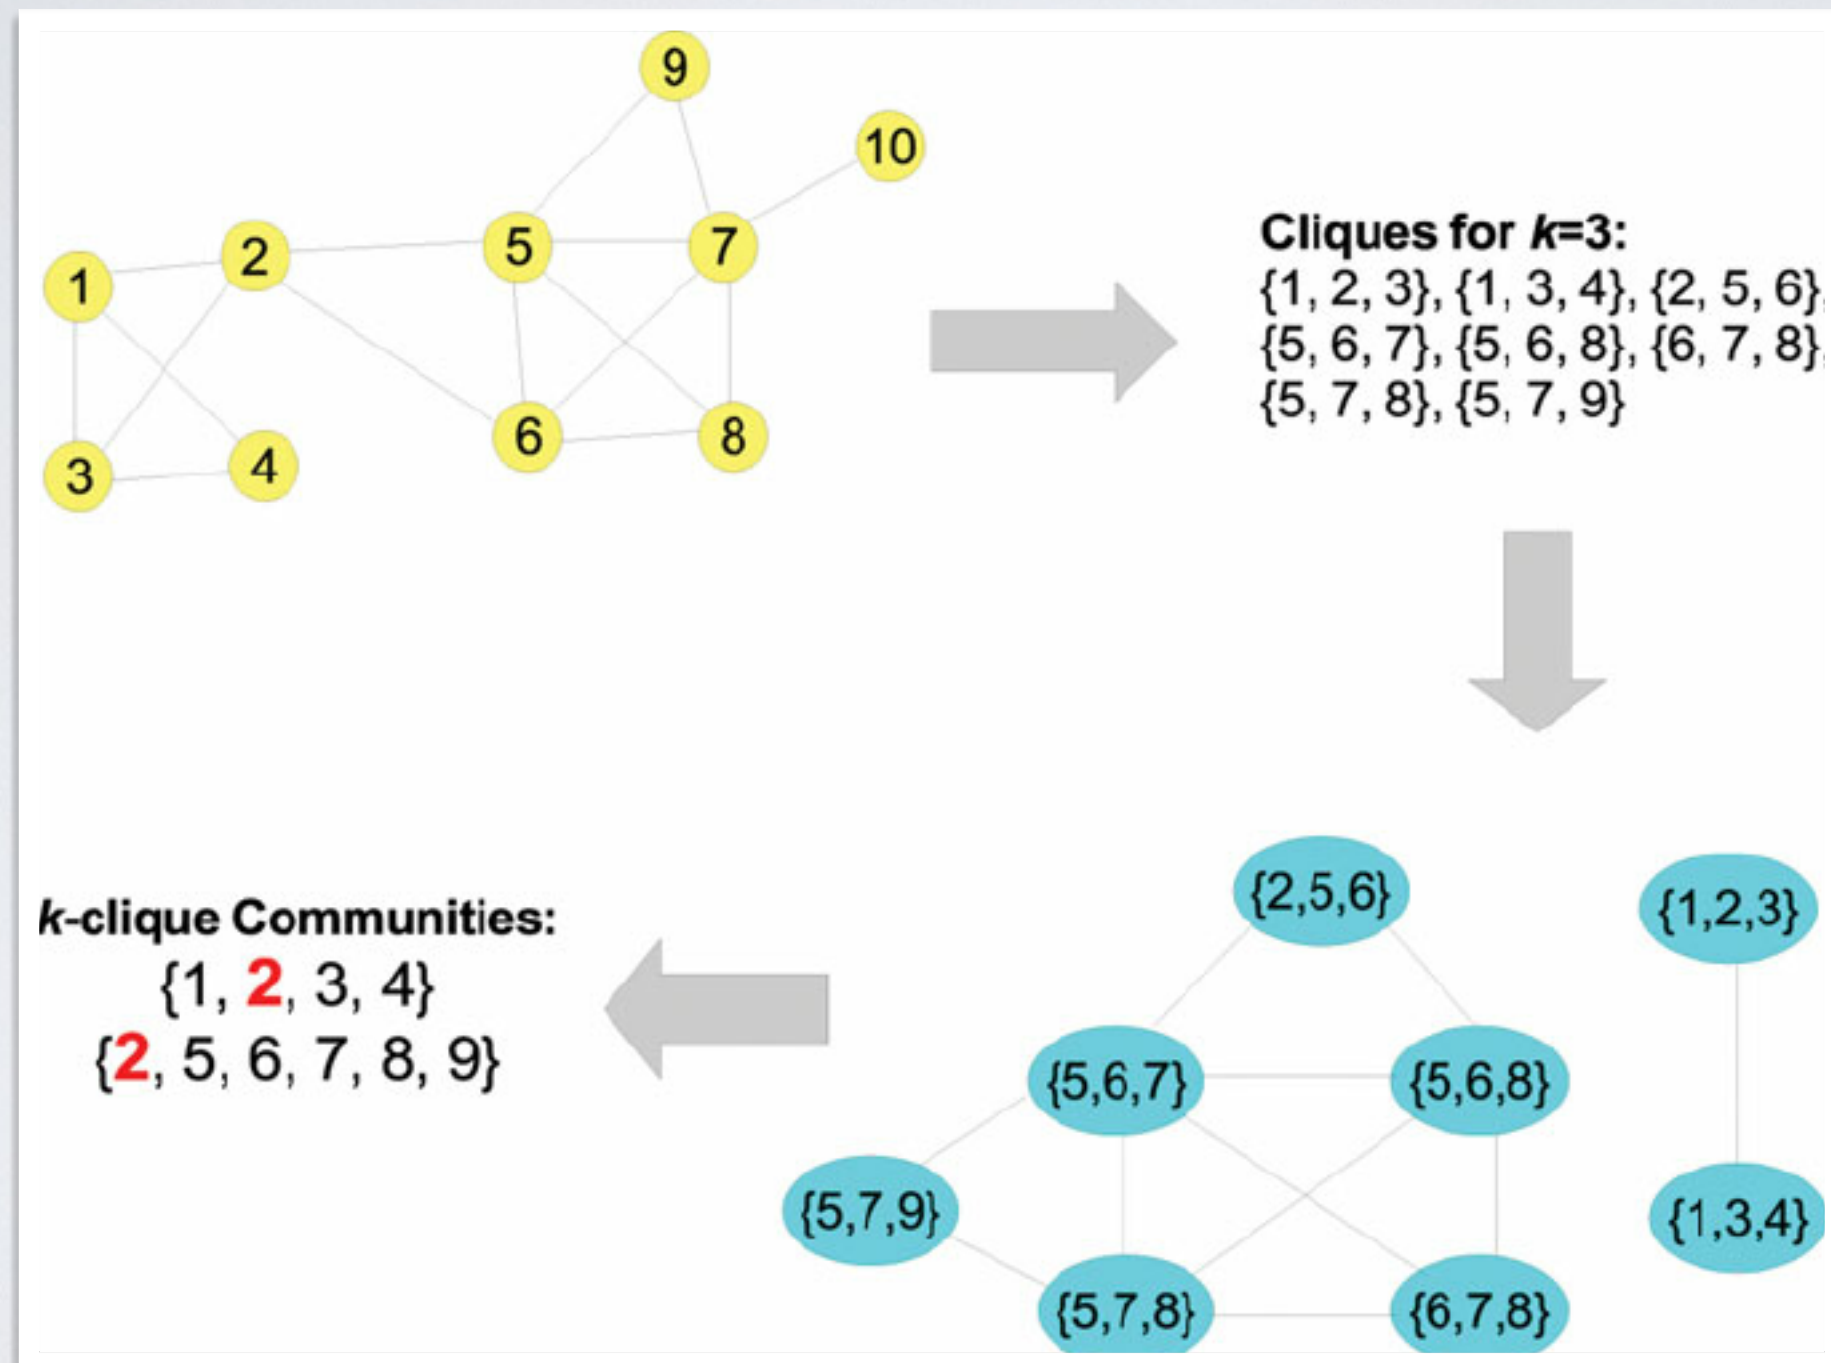 9
10
1
2
5
7
3
4
6
8
Cliques for k=3:
{1, 2, 3}, {1, 3, 4}, {2, 5, 6},
{5, 6, 7}, {5, 6, 8}, {6, 7, 8},
{5, 7, 8}, {5, 7, 9}
k-clique Communities:
{1, 2, 3, 4}
{2, 5, 6, 7, 8, 9}
{2,5,6}
{1,2,3}
{5,6,7}
{5,6,8}
{5,7,9}
{1,3,4}
{5,7,8}
{6,7,8}